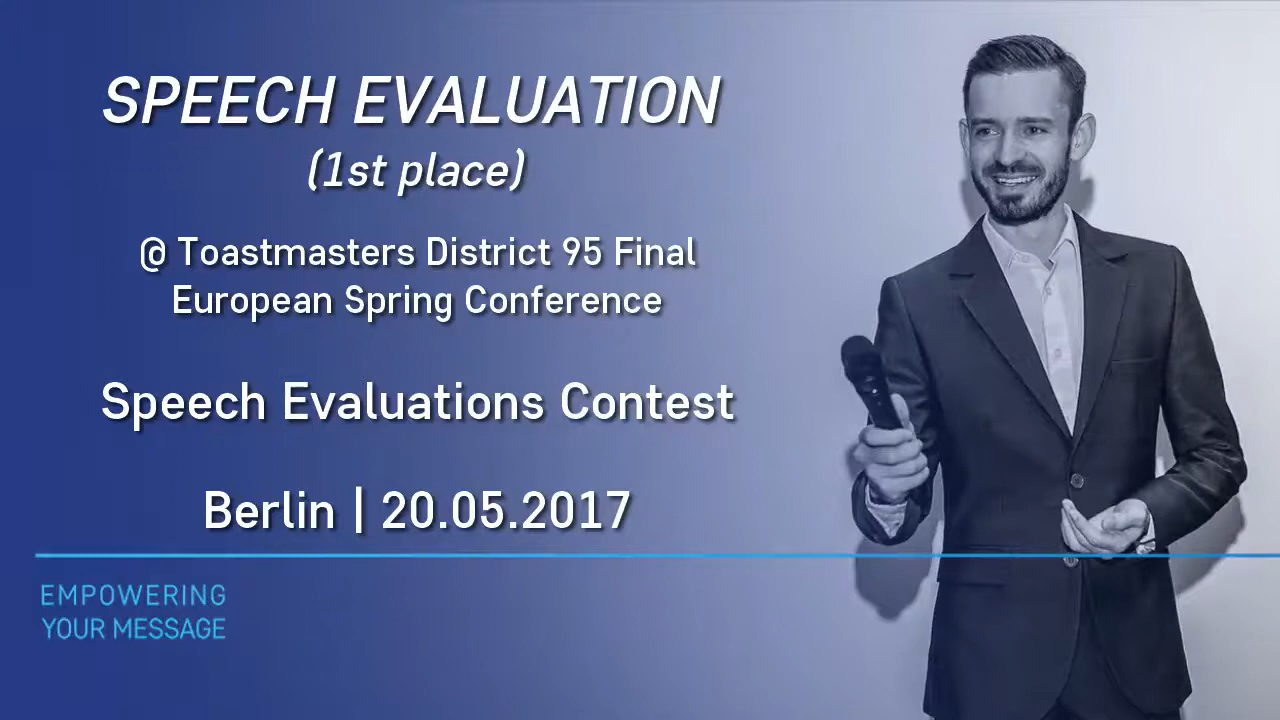 SPEECH EVALUATION
(1st place)
@ Toastmasters District 95 Final
European Spring Conference
Speech Evaluations Contest
Berlin | 20.05.2017
EMPOWERING
YOUR MESSAGE